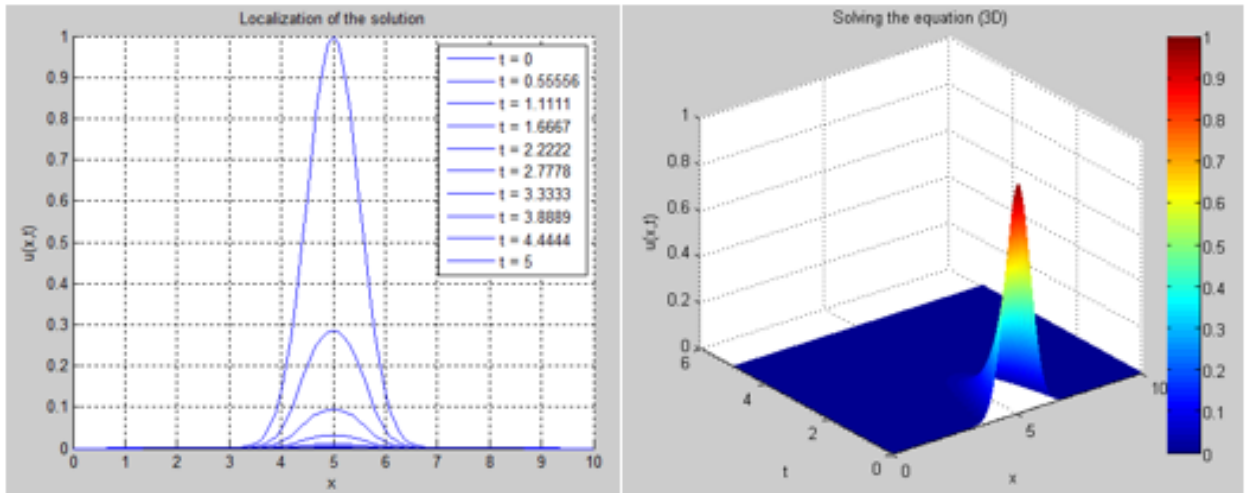 Localization of the solution
1
0.9
0.8
0.7
0.6
0.5
0.4
0.3
0.2
0.1
0
u(x,t)
0 1 2 3 4 5 6 7 8 9 10
x
t = 0
t = 0.55556
t = 1.1111
t = 1.6667
t = 2.2222
t = 2.7778
t = 3.3333
t = 3.8889
t = 4.4444
t = 5
Solving the equation (3D)
1
0.8
0.6
0.4
0.2
0
u(x,t)
6
4
2
0
t
0
5
10
x
1
0.9
0.8
0.7
0.6
0.5
0.4
0.3
0.2
0.1
0